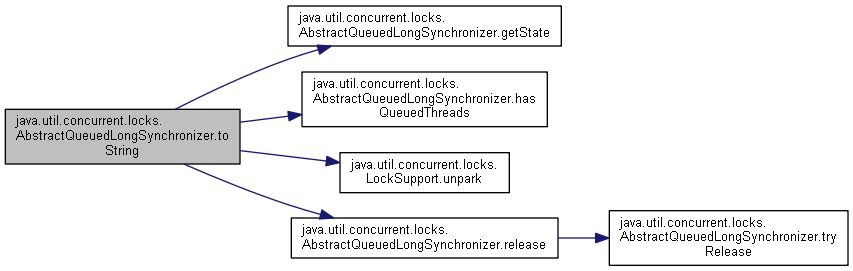 java.util.concurrent.locks.
AbstractQueuedLongSynchronizer.getState
java.util.concurrent.locks.
AbstractQueuedLongSynchronizer.has
QueuedThreads
java.util.concurrent.locks.
AbstractQueuedLongSynchronizer.to
String
java.util.concurrent.locks.
LockSupport.unpark
java.util.concurrent.locks.
AbstractQueuedLongSynchronizer.release
java.util.concurrent.locks.
AbstractQueuedLongSynchronizer.try
Release